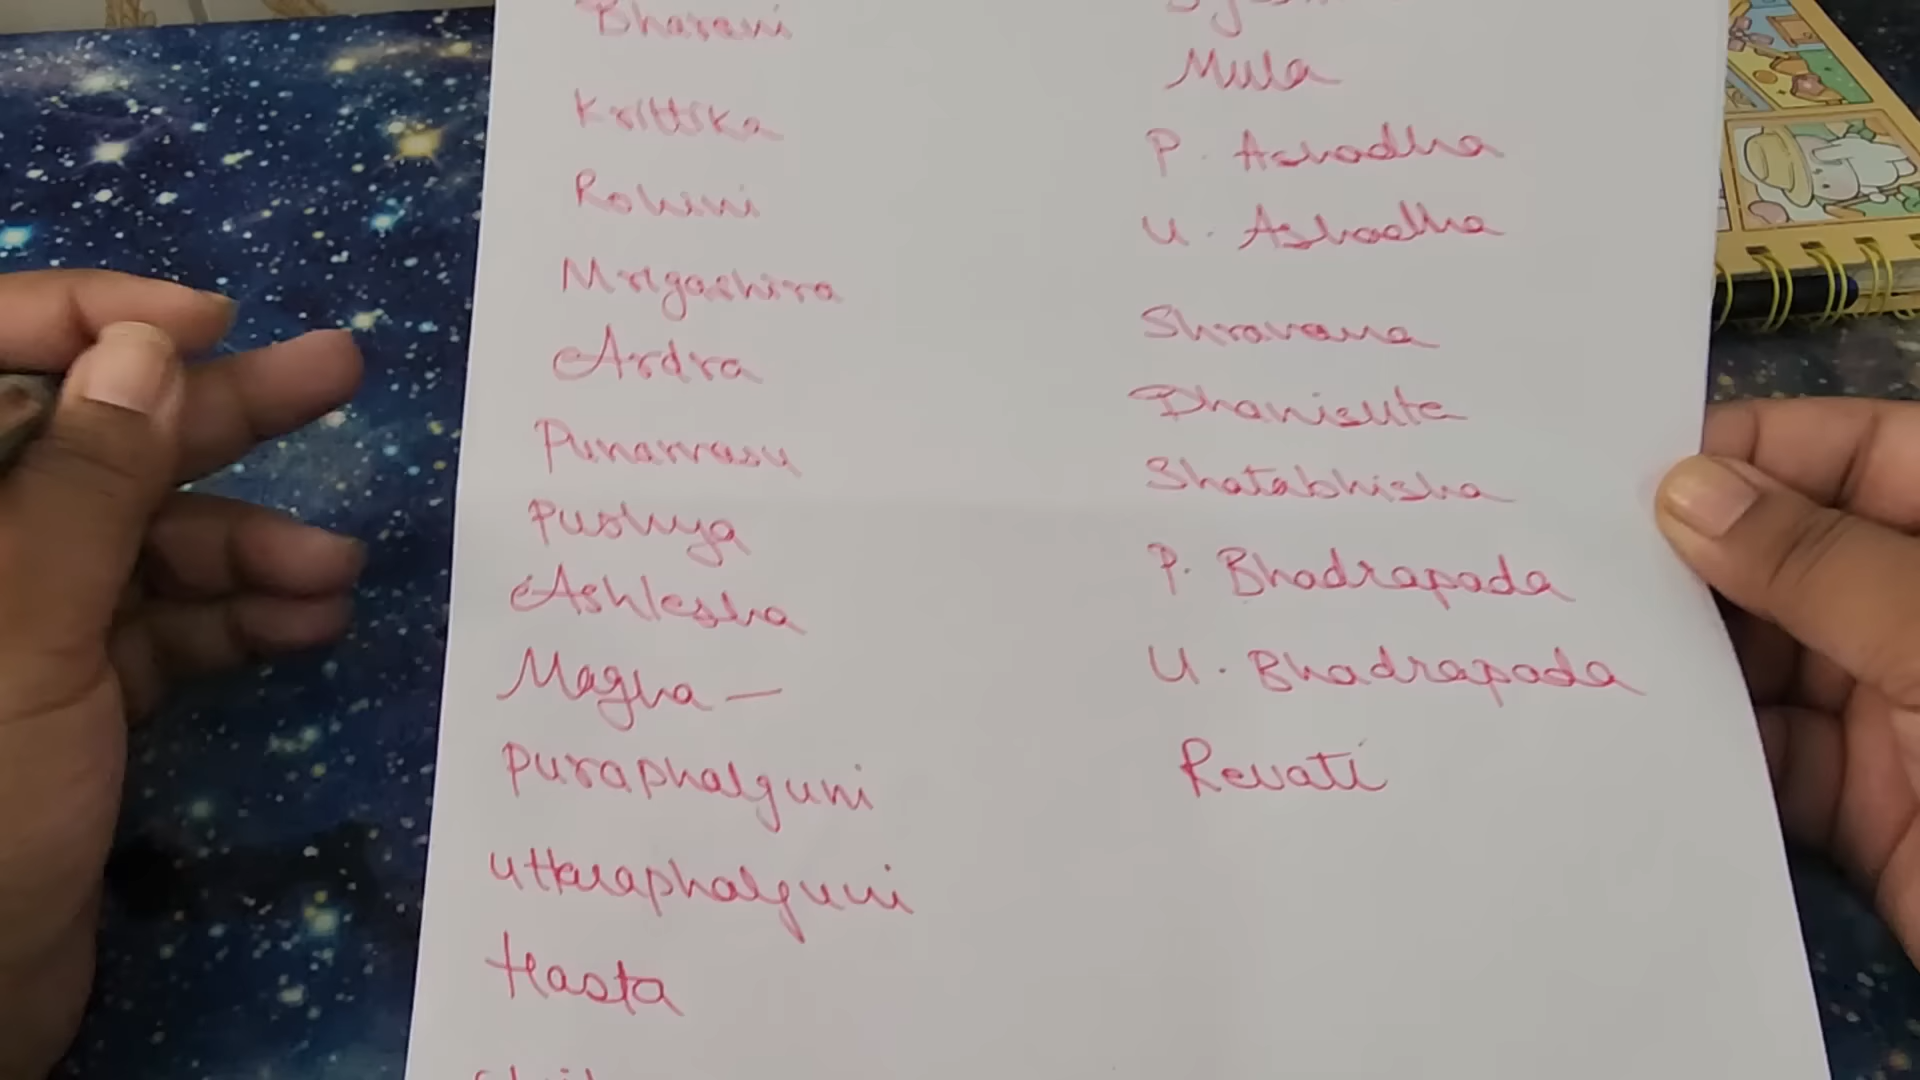 Bharani
Krittika
Rohini
Mrigashira
Ardra
Punarvasu
Pushya
Ashlesha
Magha —
Puraphalguni
Uttaraphalguni
Hasta
Mula
P. Ashadha
U. Ashadha
Shravana
Dhanishta
Shatabhisha
P. Bhadrapada
U. Bhadrapada
Revati